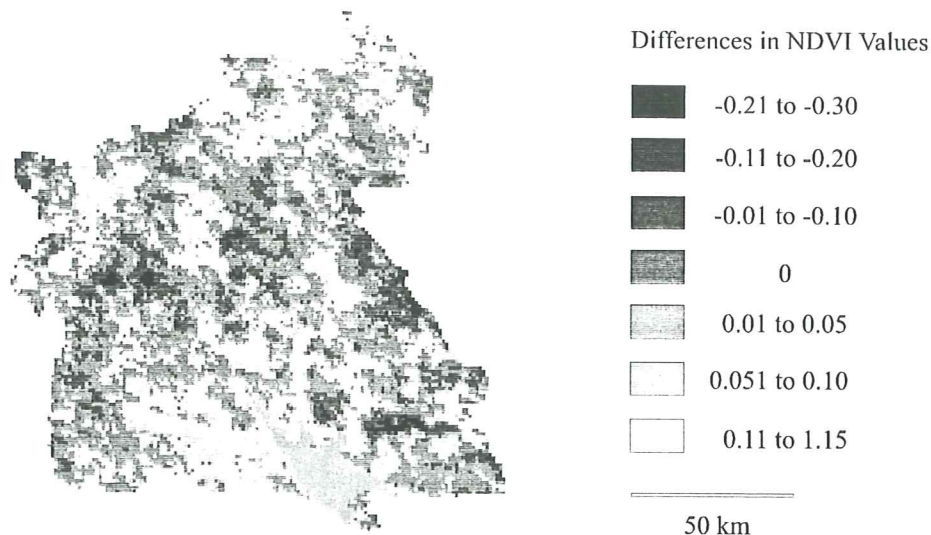 Differences in NDVI Values
-0.21 to -0.30
-0.11 to -0.20
-0.01 to -0.10
0
0.01 to 0.05
0.051 to 0.10
0.11 to 1.15
50 km